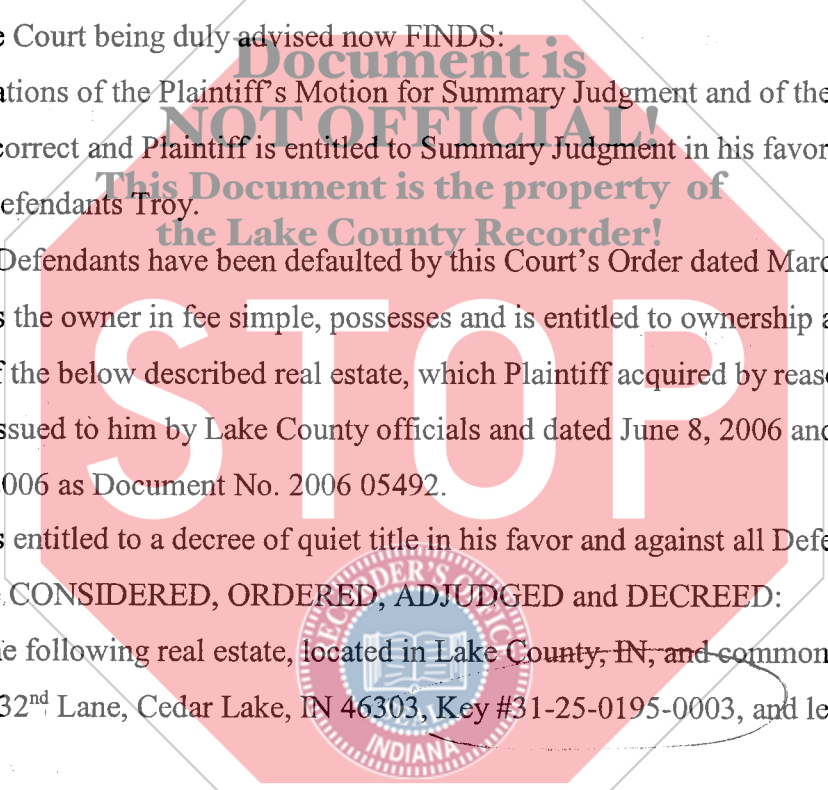 e Court being duly advised now FINDS:
Document is
ations of the Plaintiff's Motion for Summary Judgment and of the
NOT OFFICIAL!
correct and Plaintiff is entitled to Summary Judgment in his favor
This Document is the property of
efendants Troy.
the Lake County Recorder!
Defendants have been defaulted by this Court's Order dated Marc
s the owner in fee simple, possesses and is entitled to ownership a
f the below described real estate, which Plaintiff acquired by reaso
STOP
ssued to him by Lake County officials and dated June 8, 2006 and
006 as Document No. 2006 05492.
s entitled to a decree of quiet title in his favor and against all Defe
CONSIDERED, ORDERED, ADJUDGED and DECREED:
ne following real estate, located in Lake County, IN, and common
32nd Lane, Cedar Lake, IN 46303, Key #31-25-0195-0003, and le
INDIANA